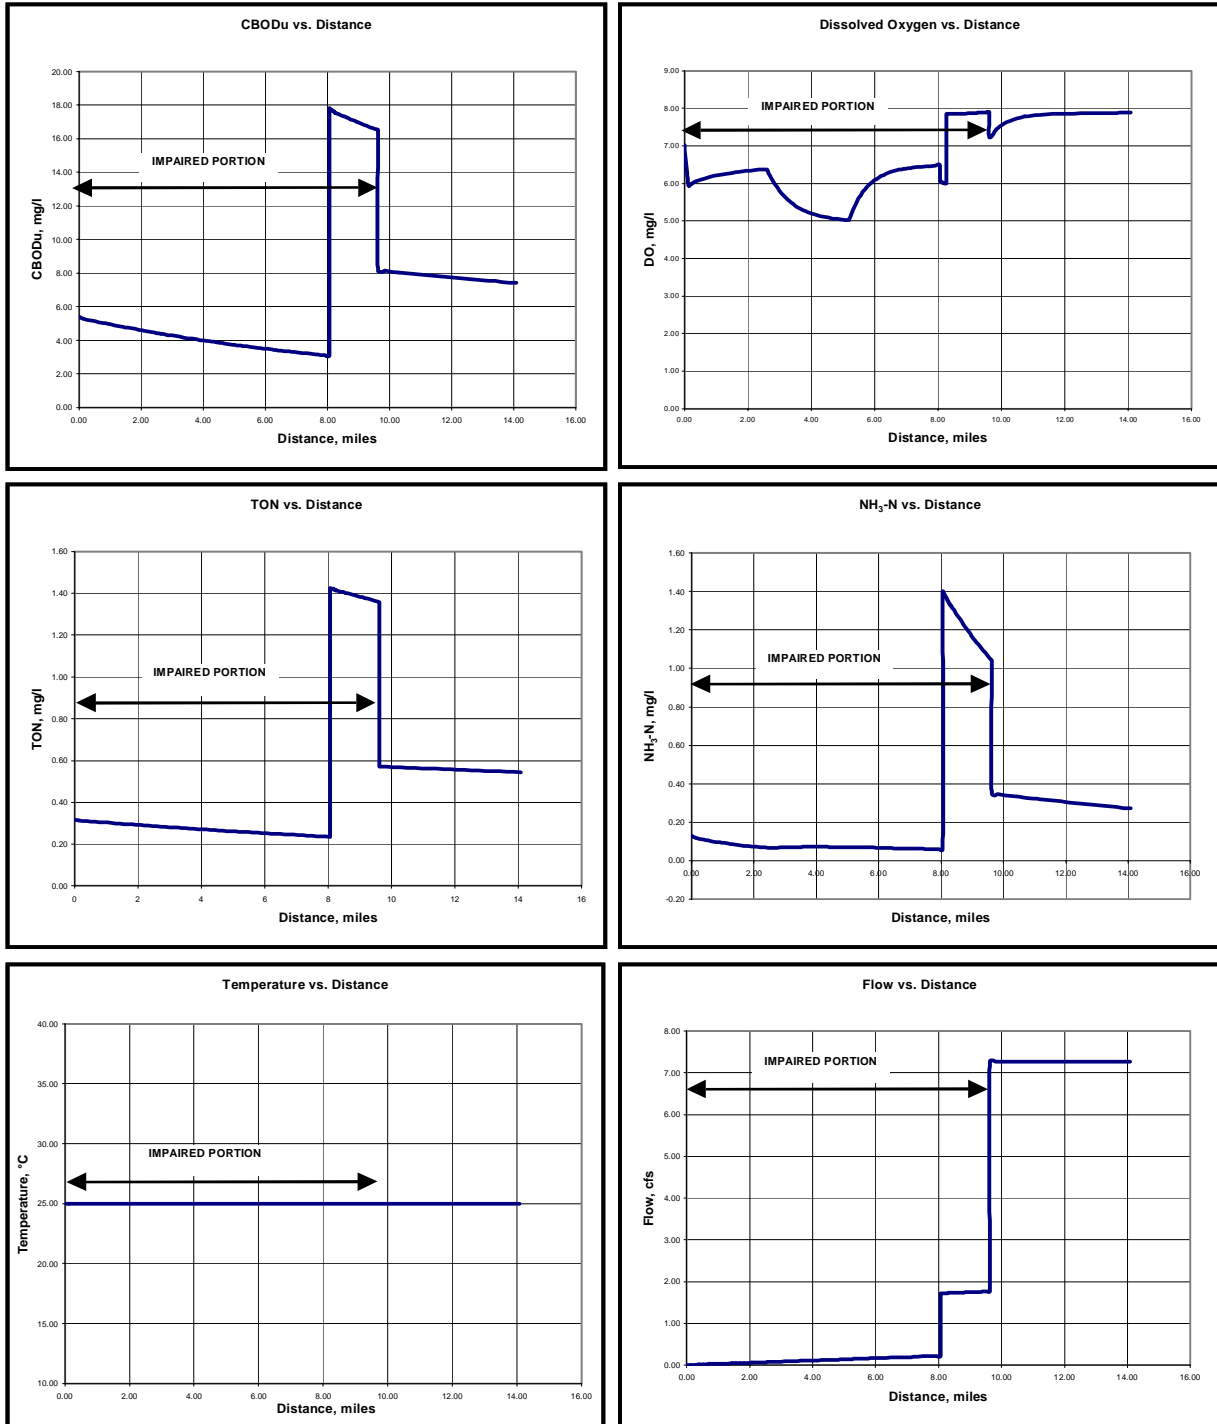 CBODu vs. Distance
20.00
18.00
16.00
14.00
12.00
10.00
8.00
6.00
4.00
2.00
0.00
CBODu, mg/l
IMPAIRED PORTION
0.00 2.00 4.00 6.00 8.00 10.00 12.00 14.00 16.00
Distance, miles
Dissolved Oxygen vs. Distance
9.00
8.00
7.00
6.00
5.00
4.00
3.00
2.00
1.00
0.00
DO, mg/l
IMPAIRED PORTION
0.00 2.00 4.00 6.00 8.00 10.00 12.00 14.00 16.00
Distance, miles
TON vs. Distance
1.60
1.40
1.20
1.00
0.80
0.60
0.40
0.20
0.00
TON, mg/l
IMPAIRED PORTION
0 2 4 6 8 10 12 14 16
Distance, miles
NH₃-N vs. Distance
1.60
1.40
1.20
1.00
0.80
0.60
0.40
0.20
0.00
-0.20
NH₃-N, mg/l
IMPAIRED PORTION
0.00 2.00 4.00 6.00 8.00 10.00 12.00 14.00 16.00
Distance, miles
Temperature vs. Distance
40.00
35.00
30.00
25.00
20.00
15.00
10.00
Temperature, °C
IMPAIRED PORTION
0.00 2.00 4.00 6.00 8.00 10.00 12.00 14.00 16.00
Distance, miles
Flow vs. Distance
8.00
7.00
6.00
5.00
4.00
3.00
2.00
1.00
0.00
Flow, cfs
IMPAIRED PORTION
0.00 2.00 4.00 6.00 8.00 10.00 12.00 14.00 16.00
Distance, miles